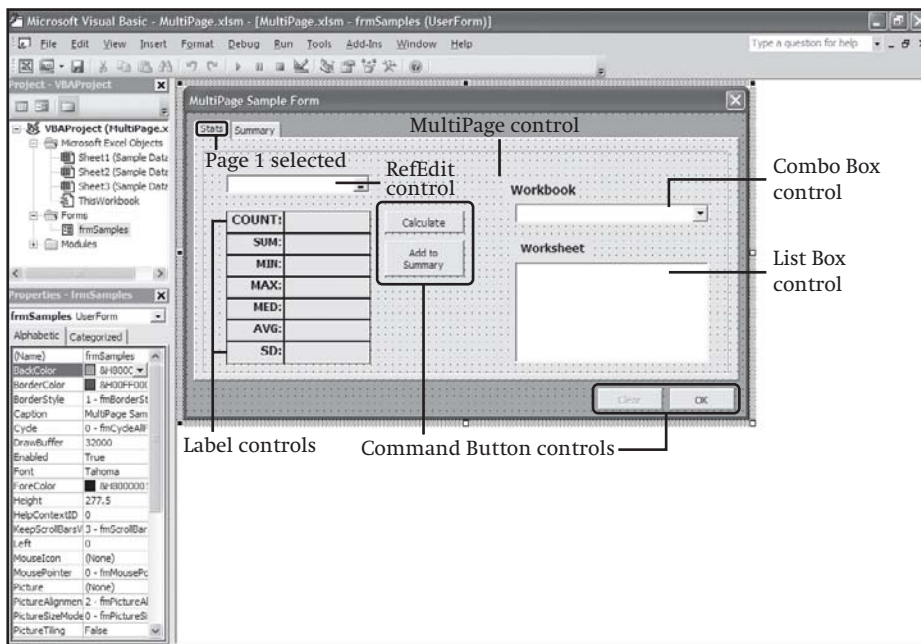 Microsoft Visual Basic - MultiPage.xlsm - [MultiPage.xlsm - frmSamples (UserForm)]
File Edit View Insert Format Debug Run Tools Add-Ins Window Help
Type a question for help
Project - VBAProject
VBAProject (MultiPage.x
Microsoft Excel Objects
Sheet1 (Sample Data
Sheet2 (Sample Data
Sheet3 (Sample Data
ThisWorkbook
Forms
frmSamples
Modules
Properties - frmSamples
frmSamples UserForm
Alphabetic Categorized
(Name) frmSamples
BackColor
BorderColor &H00FF00(
BorderStyle 1 - fmBorderSt
Caption MultiPage Sam
Cycle 0 - fmCycleAllF
DrawBuffer 32000
Enabled True
Font Tahoma
ForeColor
Height 277.5
HelpContextID 0
KeepScrollBarsV 3 - fmScrollBar
Left 0
MouseIcon (None)
MousePointer 0 - fmMousePo
Picture (None)
PictureAlignmen 2 - fmPictureAl
PictureSizeMode 0 - fmPictureSi
PictureTiling False
MultiPage Sample Form
Stats Summary
MultiPage control
Page 1 selected
RefEdit
control
Workbook
Combo Box
control
COUNT:
SUM:
MIN:
MAX:
MED:
AVG:
SD:
Calculate
Add to
Summary
Worksheet
List Box
control
Clear OK
Label controls
Command Button controls